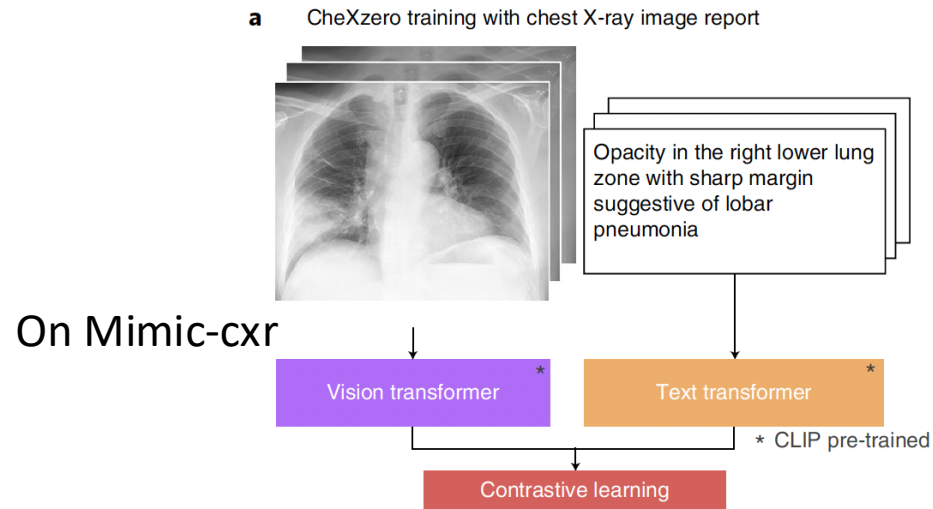 a CheXzero training with chest X-ray image report
Opacity in the right lower lung
zone with sharp margin
suggestive of lobar
pneumonia
On Mimic-cxr
Vision transformer *
Text transformer *
* CLIP pre-trained
Contrastive learning